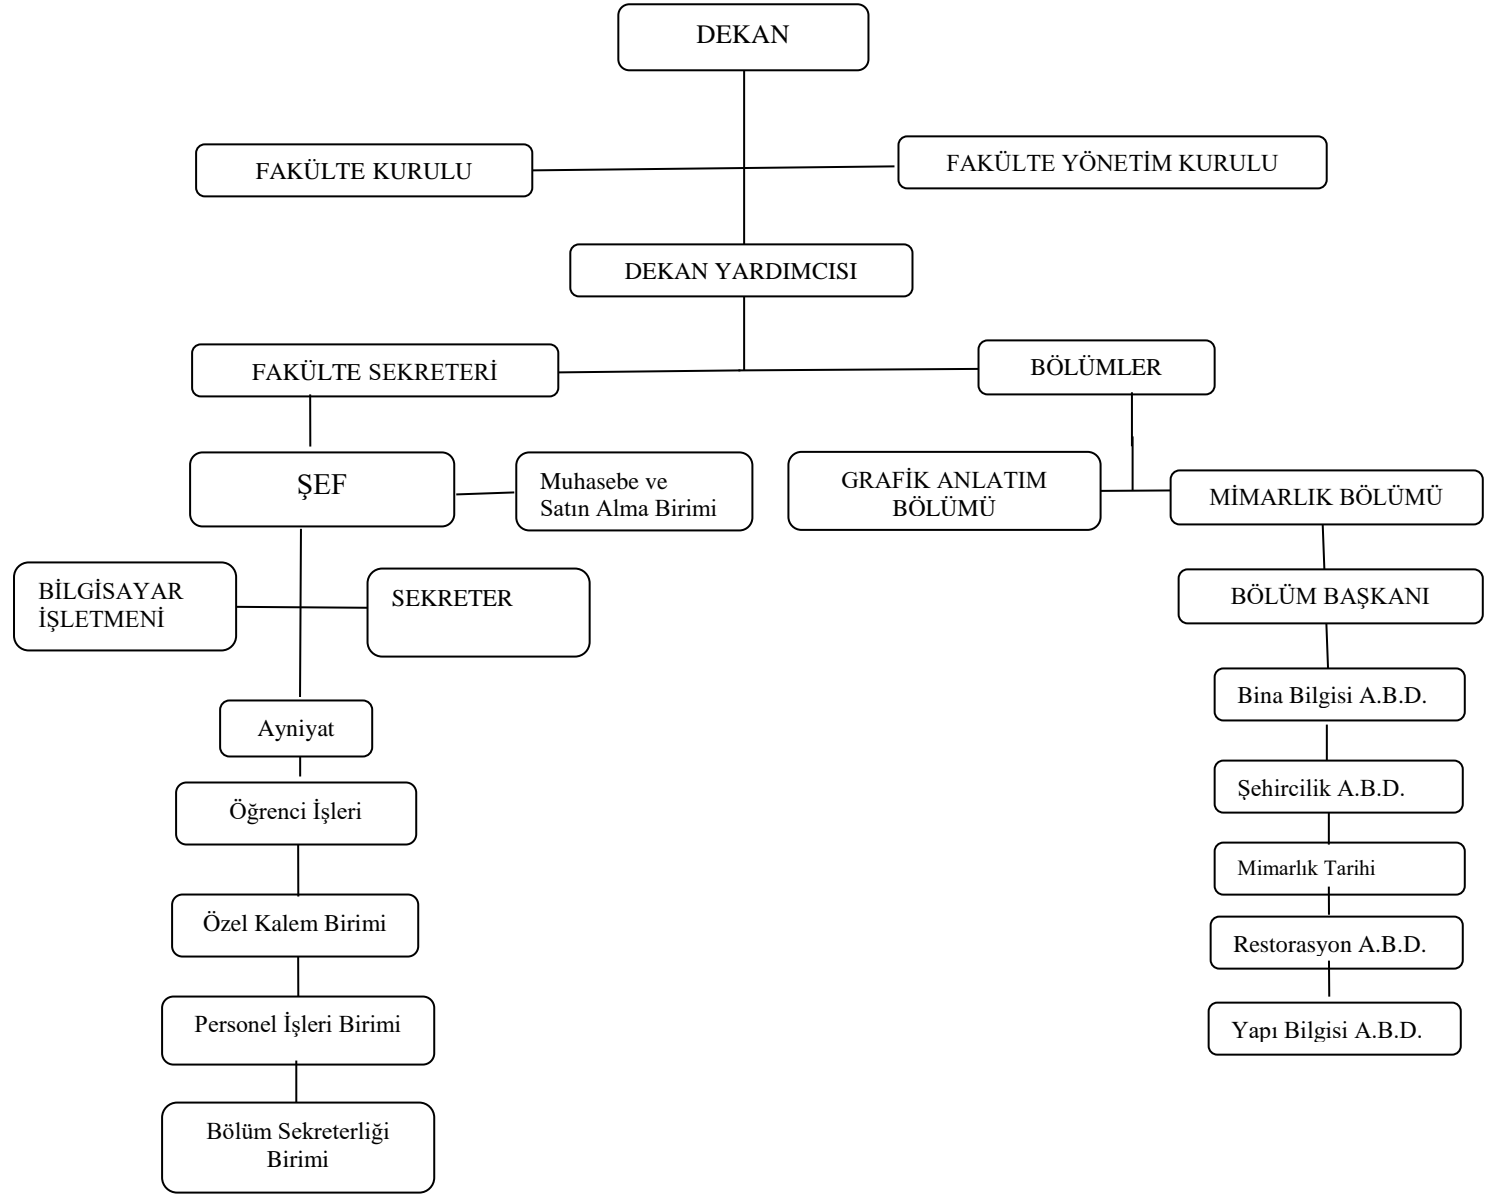 DEKAN
FAKÜLTE KURULU
FAKÜLTE YÖNETİM KURULU
DEKAN YARDIMCISI
FAKÜLTE SEKRETERİ
BÖLÜMLER
ŞEF
Muhasebe ve
Satın Alma Birimi
GRAFİK ANLATIM
BÖLÜMÜ
MİMARLIK BÖLÜMÜ
BİLGİSAYAR
İŞLETMENİ
SEKRETER
BÖLÜM BAŞKANI
Bina Bilgisi A.B.D.
Ayniyat
Şehircilik A.B.D.
Öğrenci İşleri
Mimarlık Tarihi
Özel Kalem Birimi
Restorasyon A.B.D.
Personel İşleri Birimi
Yapı Bilgisi A.B.D.
Bölüm Sekreterliği
Birimi